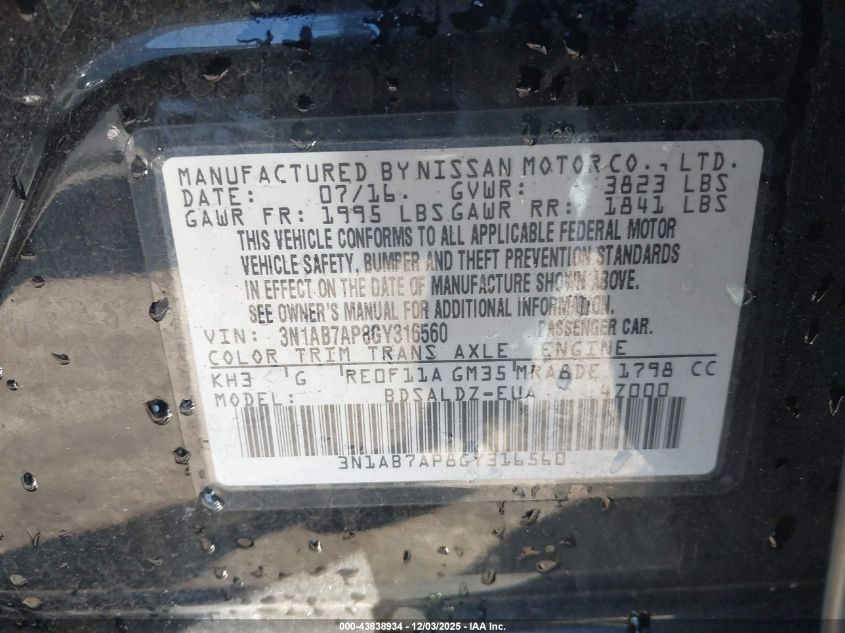 MANUFACTURED BY NISSAN MOTOR CO., LTD.
DATE: 07/16. GVWR: 3823 LBS
GAWR FR: 1995 LBS GAWR RR: 1841 LBS
THIS VEHICLE CONFORMS TO ALL APPLICABLE FEDERAL MOTOR
VEHICLE SAFETY, BUMPER AND THEFT PREVENTION STANDARDS
IN EFFECT ON THE DATE OF MANUFACTURE SHOWN ABOVE.
SEE OWNER'S MANUAL FOR ADDITIONAL INFORMATION.
VIN: 3N1AB7AP8GY316560 PASSENGER CAR.
COLOR TRIM TRANS AXLE ENGINE
KH3 G RE0F11A GM35 MRA8DE 1798 CC
MODEL: BDSALDZ-EUA 4Z000
3N1AB7AP8GY316560
000-43838934 - 12/03/2025 - IAA, Inc.